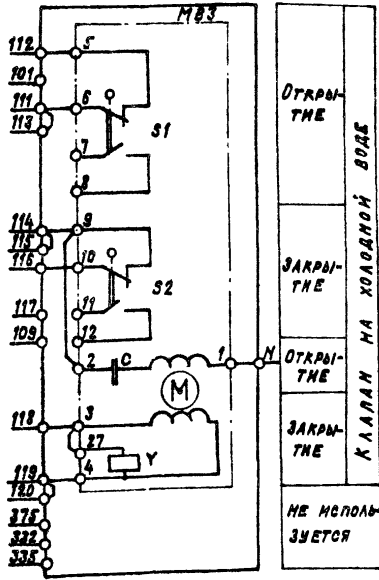 МВ3
112
5
101
111
6
113
S1
7
8
ОТКРЫ-
ТИЕ
114
9
115
116
10
S2
117
11
109
12
ЗАКРЫ-
ТИЕ
2
C
1
N
М
ОТКРЫ-
ТИЕ
118
3
27
Y
4
119
120
ЗАКРЫ-
ТИЕ
КЛАПАН НА ХОЛОДНОЙ ВОДЕ
375
332
335
НЕ ИСПОЛЬ-
ЗУЕТСЯ